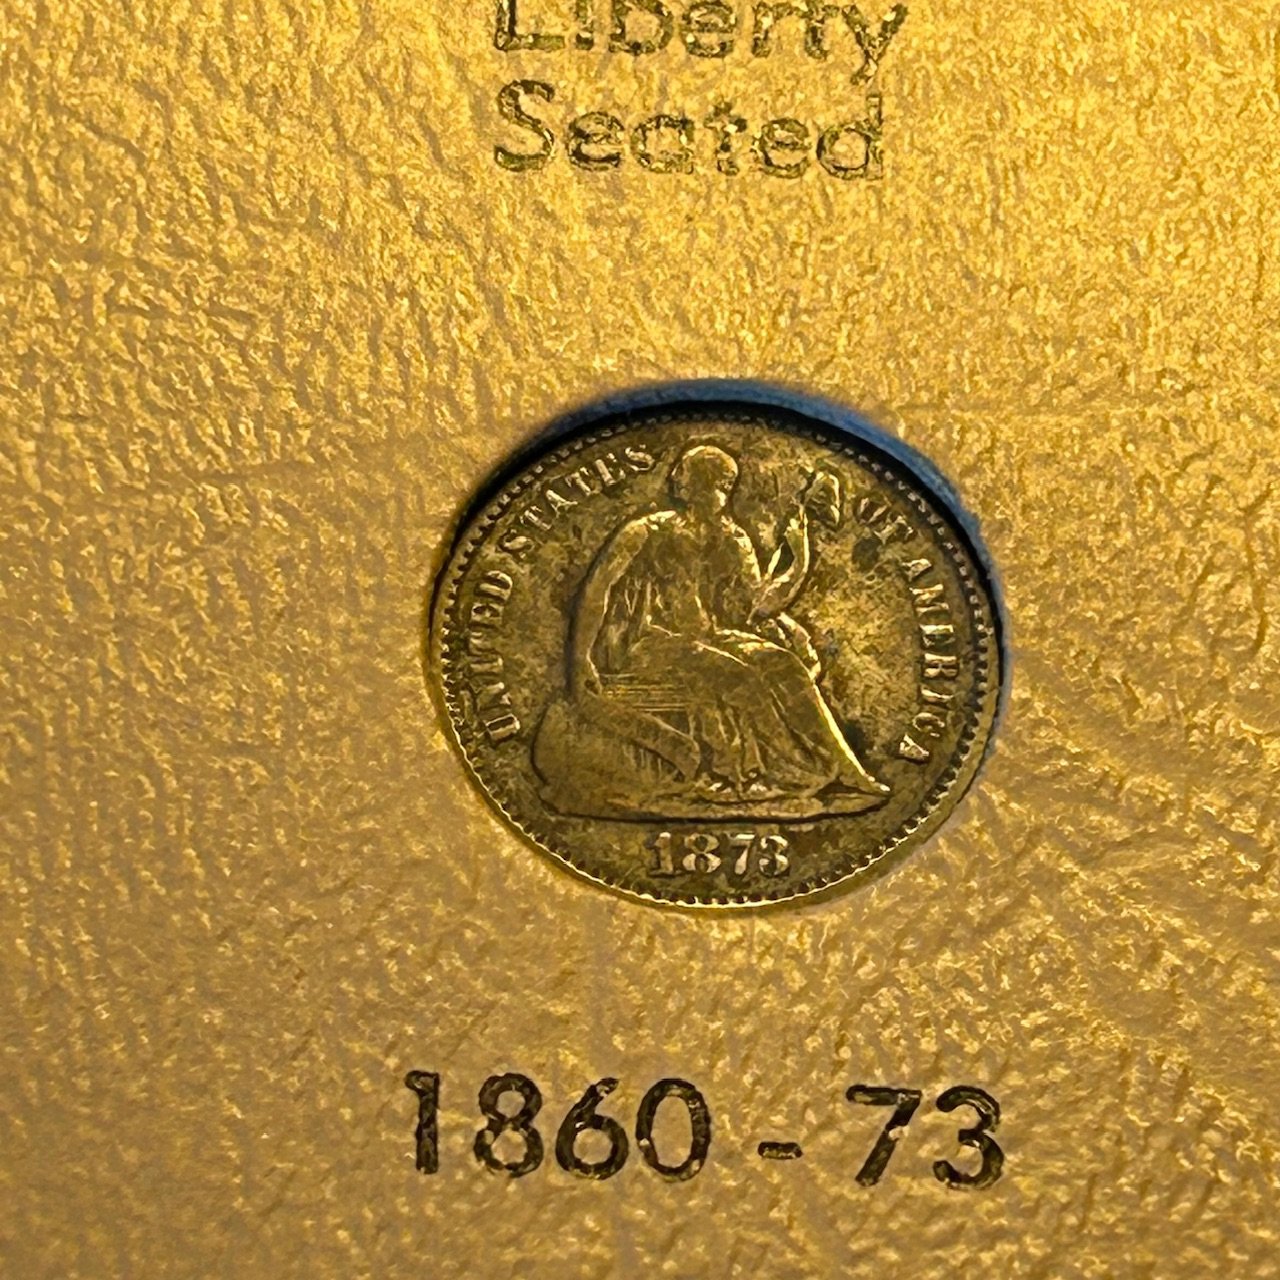 Liberty
Seated
UNITED STATES OF AMERICA
1873
1860 - 73